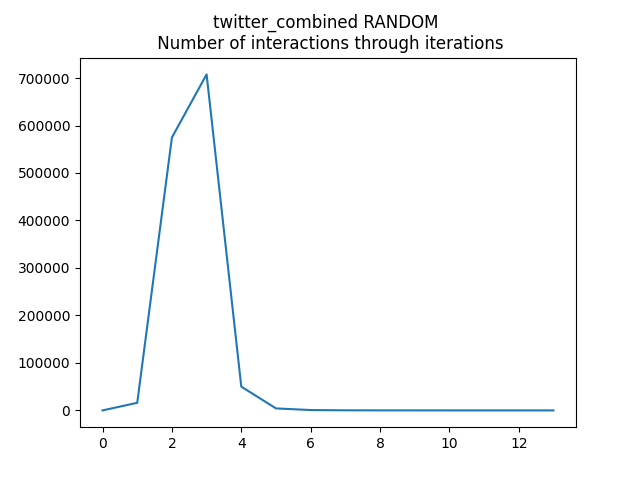 twitter_combined RANDOM
Number of interactions through iterations
700000
600000
500000
400000
300000
200000
100000
0
0 2 4 6 8 10 12